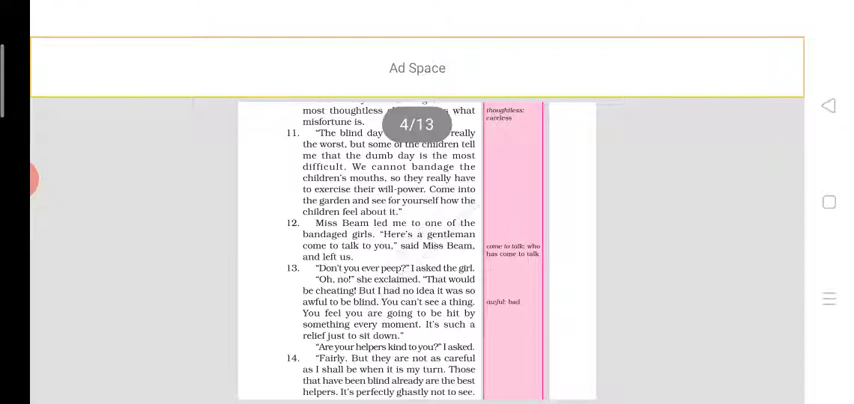 Ad Space
4/13
most thoughtless what
misfortune is.
thoughtless:
careless
11. "The blind day really
the worst, but some of the children tell
me that the dumb day is the most
difficult. We cannot bandage the
children's mouths, so they really have
to exercise their will-power. Come into
the garden and see for yourself how the
children feel about it."
12. Miss Beam led me to one of the
bandaged girls. "Here's a gentleman
come to talk to you," said Miss Beam,
and left us.
come to talk: who
has come to talk
13. "Don't you ever peep?" I asked the girl.
"Oh, no!" she exclaimed. "That would
be cheating! But I had no idea it was so
awful to be blind. You can't see a thing.
You feel you are going to be hit by
something every moment. It's such a
relief just to sit down."
awful: bad
"Are your helpers kind to you?" I asked.
14. "Fairly. But they are not as careful
as I shall be when it is my turn. Those
that have been blind already are the best
helpers. It's perfectly ghastly not to see.